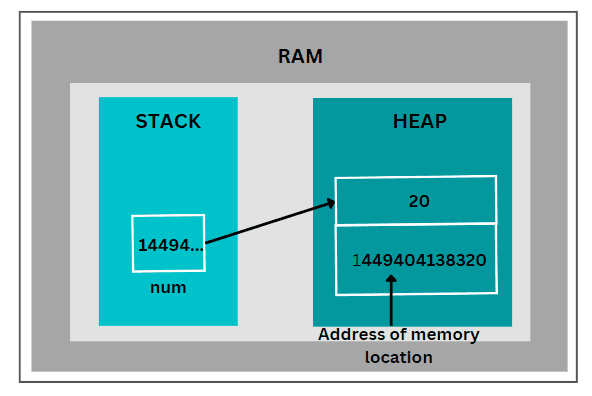 RAM
STACK
HEAP
20
14494...
1449404138320
num
Address of memory
location